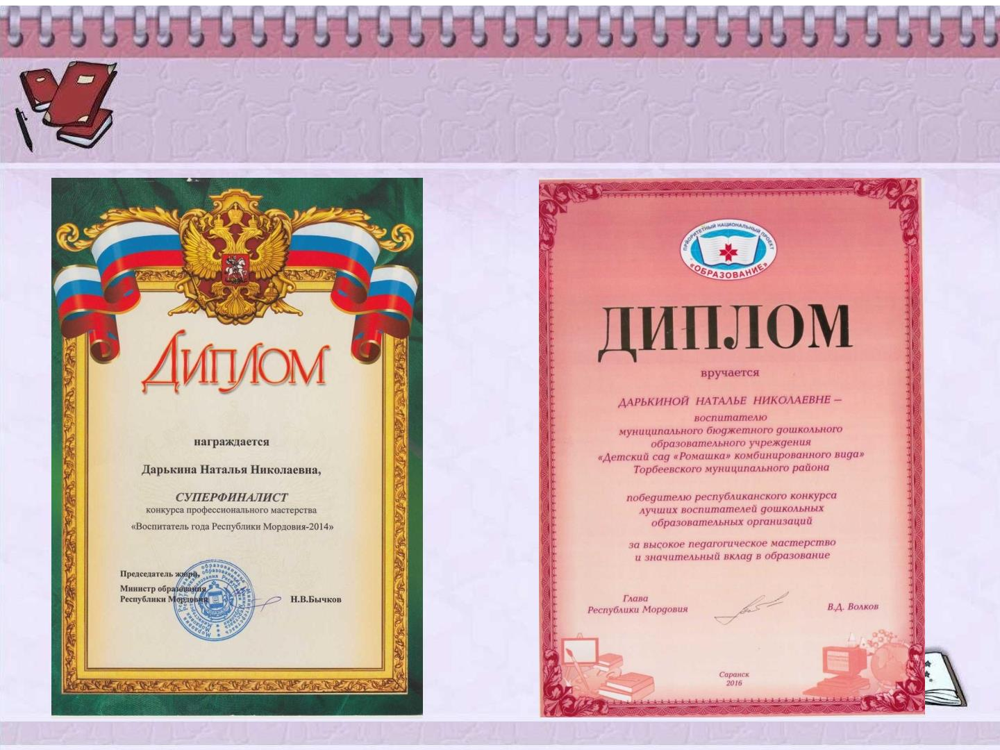 ДИПЛОМ
награждается
Дарькина Наталья Николаевна,
СУПЕРФИНАЛИСТ
конкурса профессионального мастерства
«Воспитатель года Республики Мордовия-2014»
Председатель жюри,
Министр образования
Республики Мордовия
Н.В.Бычков
ПРИОРИТЕТНЫЙ НАЦИОНАЛЬНЫЙ ПРОЕКТ
«ОБРАЗОВАНИЕ»
ДИПЛОМ
вручается
ДАРЬКИНОЙ НАТАЛЬЕ НИКОЛАЕВНЕ –
воспитателю
муниципального бюджетного дошкольного
образовательного учреждения
«Детский сад «Ромашка» комбинированного вида»
Торбеевского муниципального района
победителю республиканского конкурса
лучших воспитателей дошкольных
образовательных организаций
за высокое педагогическое мастерство
и значительный вклад в образование
Глава
Республики Мордовия
В.Д. Волков
Саранск
2016